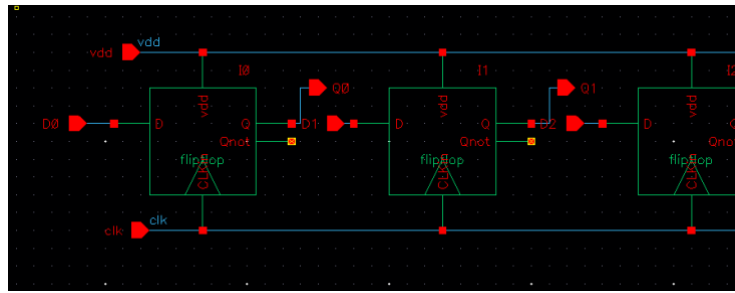 vdd vdd
I0 I1 I2
vdd vdd vdd
Q0 Q1
D0 D Q D1 D Q D2 D
Qnot Qnot
flipflop flipflop flipflop
CLK CLK CLK
clk clk